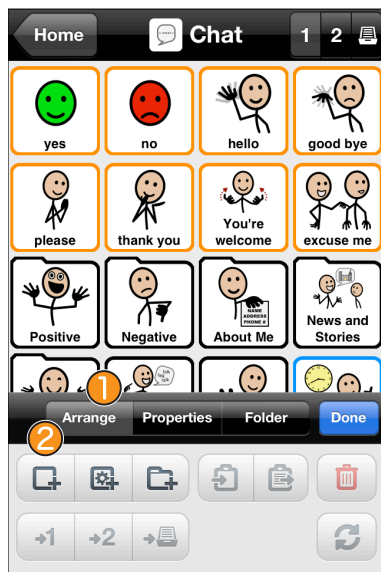 Home Chat 1 2
yes no hello good bye
please thank you You're welcome excuse me
NAME
ADDRESS
PHONE #
Positive Negative About Me News and Stories
1
Arrange Properties Folder Done
2
→1 →2